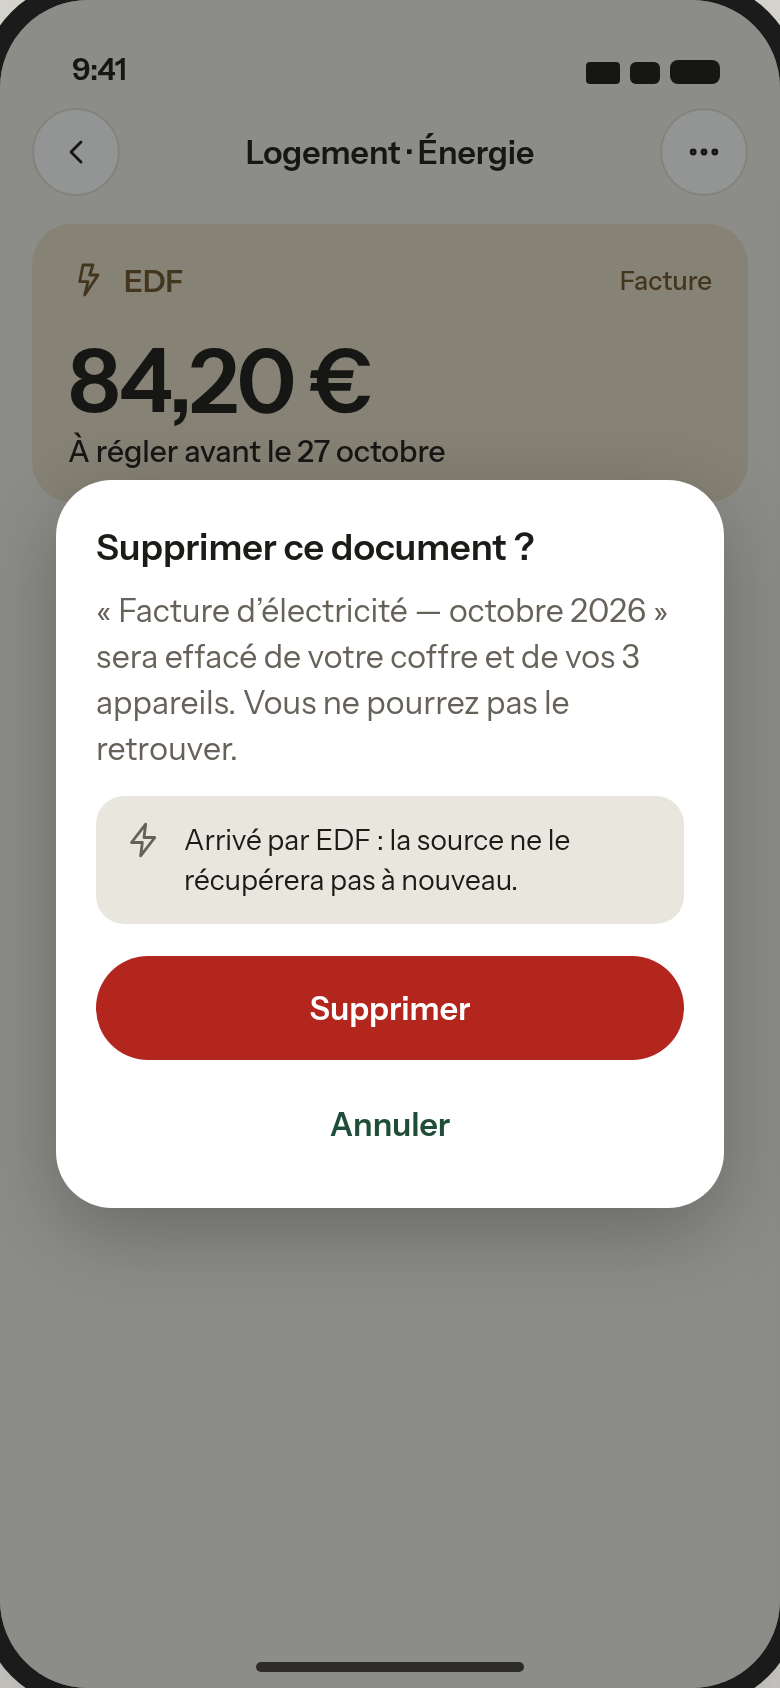 9:41
Logement · Énergie
EDF
Facture
84,20 €
À régler avant le 27 octobre
Supprimer ce document ?
« Facture d’électricité — octobre 2026 »
sera effacé de votre coffre et de vos 3
appareils. Vous ne pourrez pas le
retrouver.
Arrivé par EDF : la source ne le
récupérera pas à nouveau.
Supprimer
Annuler